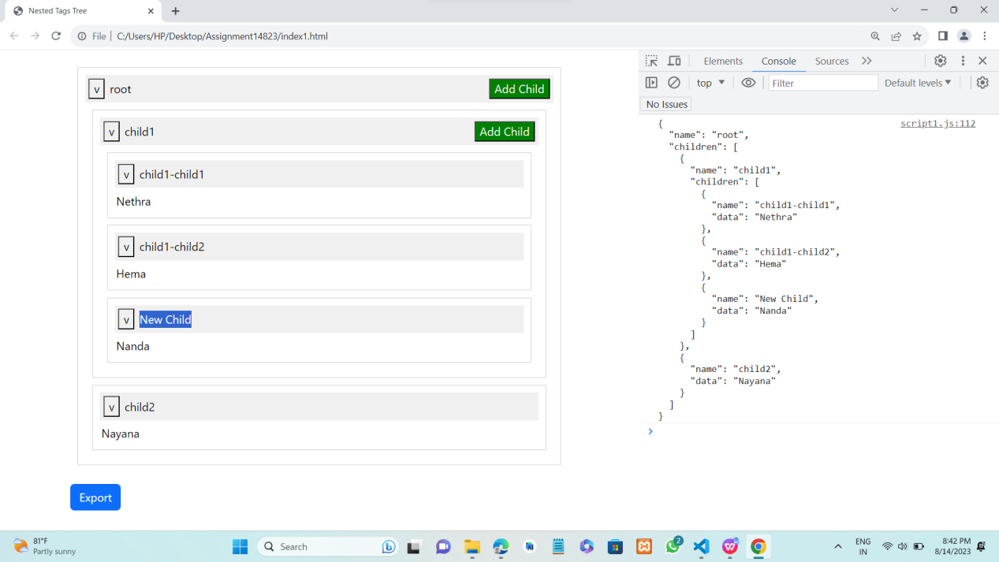 Nested Tags Tree
File C:/Users/HP/Desktop/Assignment14823/index1.html
v root Add Child
v child1 Add Child
v child1-child1
Nethra
v child1-child2
Hema
v New Child
Nanda
v child2
Nayana
Export
Elements Console Sources
top Filter Default levels
No Issues
script1.js:112
{
"name": "root",
"children": [
{
"name": "child1",
"children": [
{
"name": "child1-child1",
"data": "Nethra"
},
{
"name": "child1-child2",
"data": "Hema"
},
{
"name": "New Child",
"data": "Nanda"
}
]
},
{
"name": "child2",
"data": "Nayana"
}
]
}
81°F
Partly sunny
Search
2
ENG
IN
8:42 PM
8/14/2023